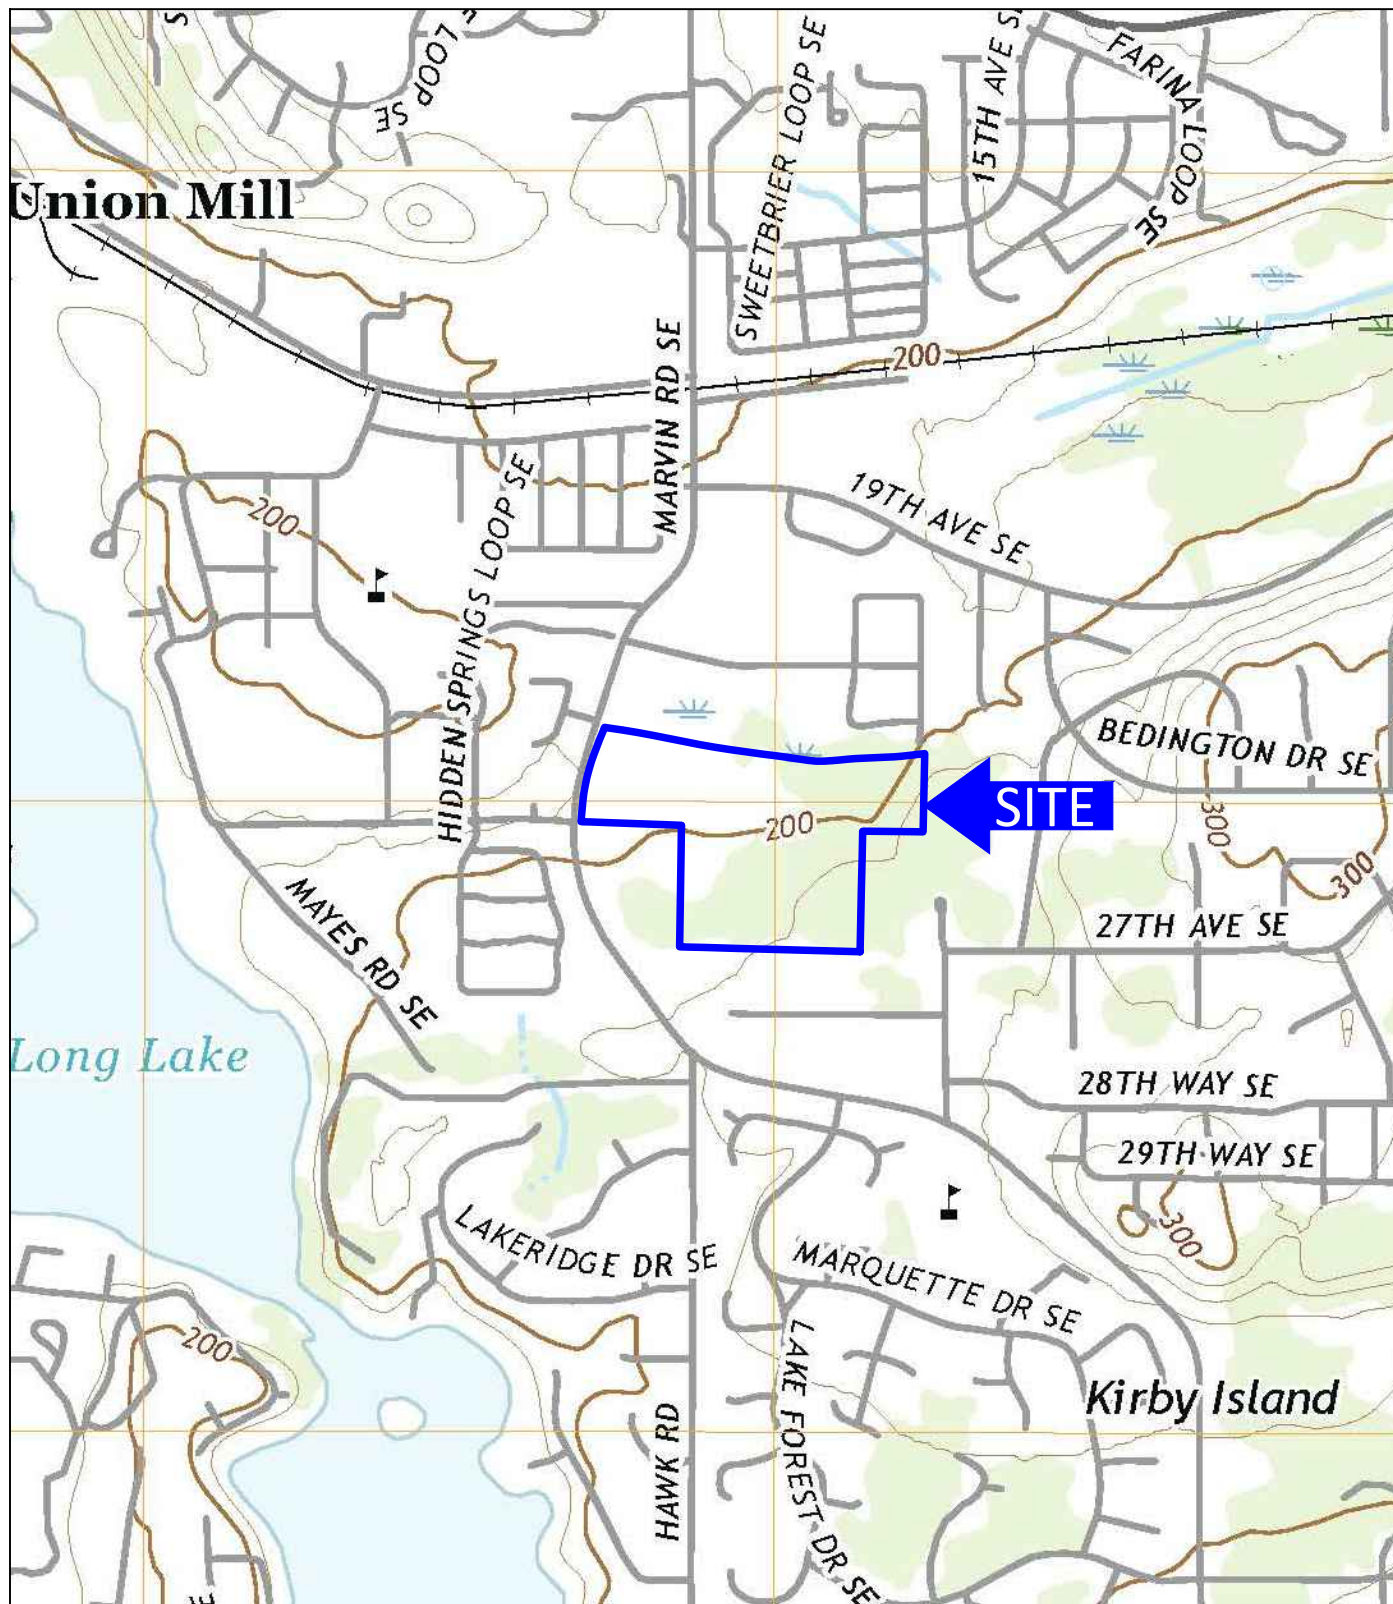 LOOP SE
SWEETBRIER LOOP SE
15TH AVE SE
FARINA LOOP SE
Union Mill
MARVIN RD SE
200
19TH AVE SE
200
HIDDEN SPRINGS LOOP SE
BEDINGTON DR SE
SITE
200
300
300
MAYES RD SE
27TH AVE SE
Long Lake
28TH WAY SE
29TH WAY SE
300
LAKERIDGE DR SE
MARQUETTE DR SE
200
LAKE FOREST DR SE
Kirby Island
HAWK RD